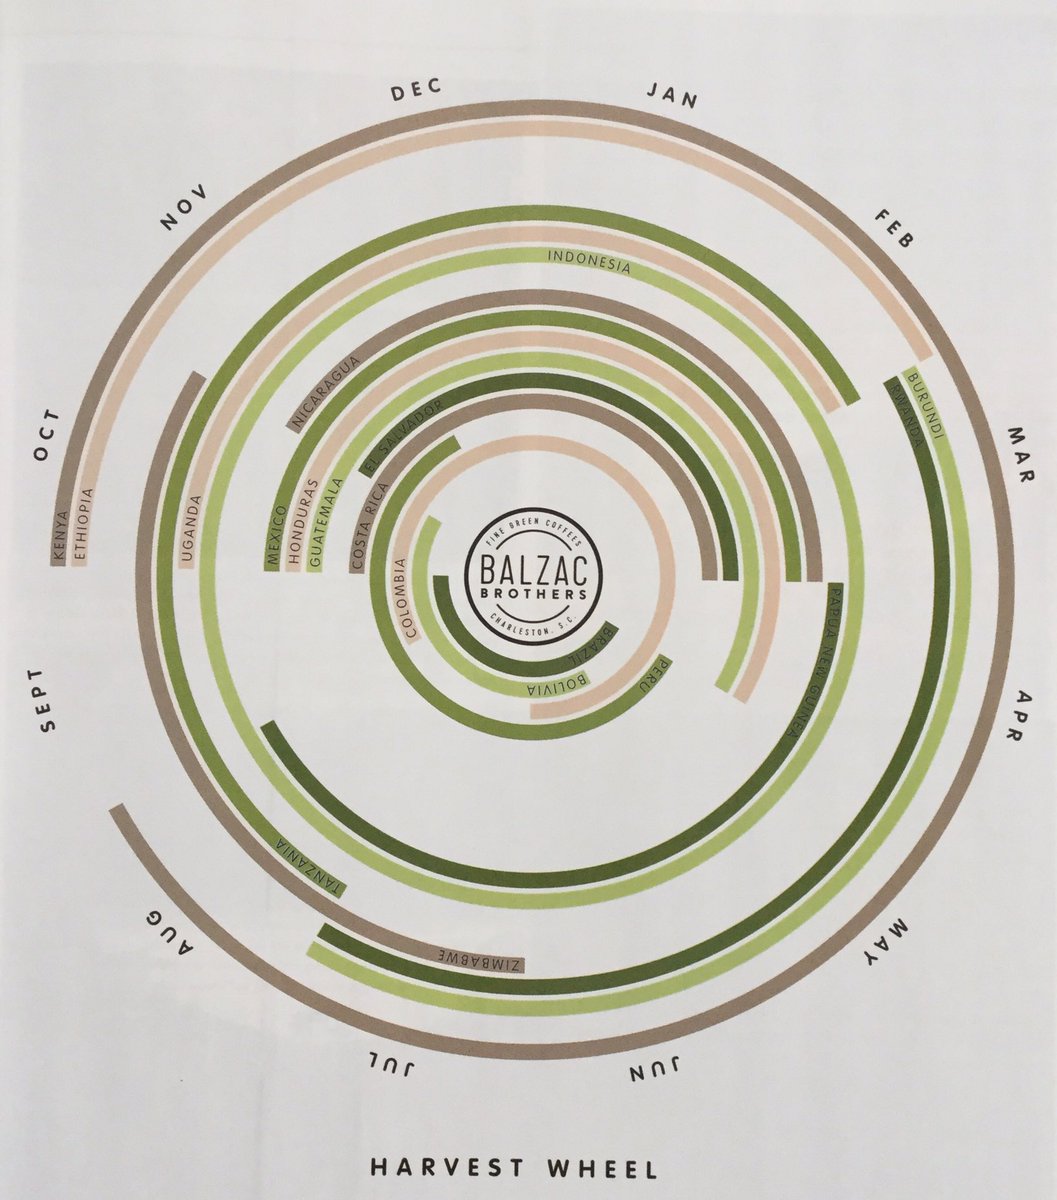 DEC
JAN
NOV
FEB
OCT
MAR
SEPT
APR
AUG
MAY
JUL
JUN
KENYA
ETHIOPIA
BURUNDI
RWANDA
ZIMBABWE
TANZANIA
UGANDA
INDONESIA
PAPUA NEW GUINEA
NICARAGUA
MEXICO
HONDURAS
GUATEMALA
EL SALVADOR
COSTA RICA
PERU
COLOMBIA
BOLIVIA
BRAZIL
FINE GREEN COFFEES
BALZAC
BROTHERS
CHARLESTON, S.C.
HARVEST WHEEL